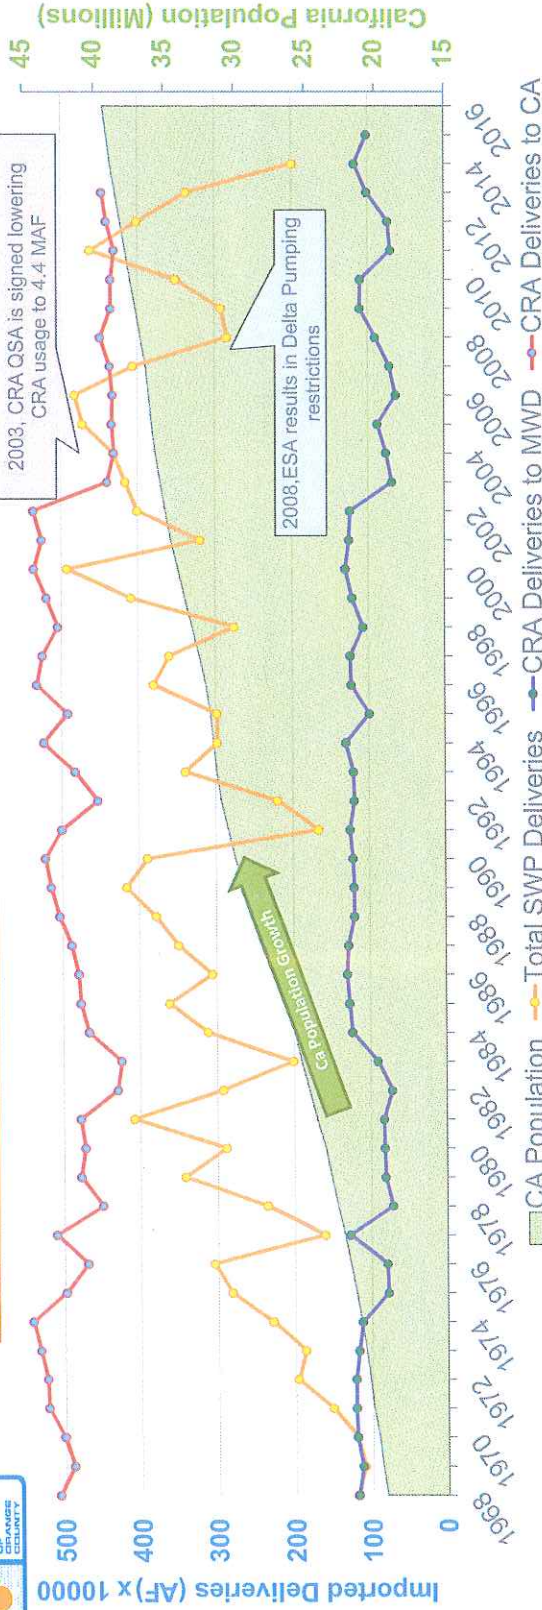 OF
ORANGE
COUNTY
Imported Deliveries (AF) x 10000
500
400
300
200
100
0
2003, CRA QSA is signed lowering
CRA usage to 4.4 MAF
2008,ESA results in Delta Pumping
restrictions
Ca Population Growth
California Population (Millions)
45
40
35
30
25
20
15
1968
1970
1972
1974
1976
1978
1980
1982
1984
1986
1988
1990
1992
1994
1996
1998
2000
2002
2004
2006
2008
2010
2012
2014
2016
CA Population
Total SWP Deliveries
CRA Deliveries to MWD
CRA Deliveries to CA